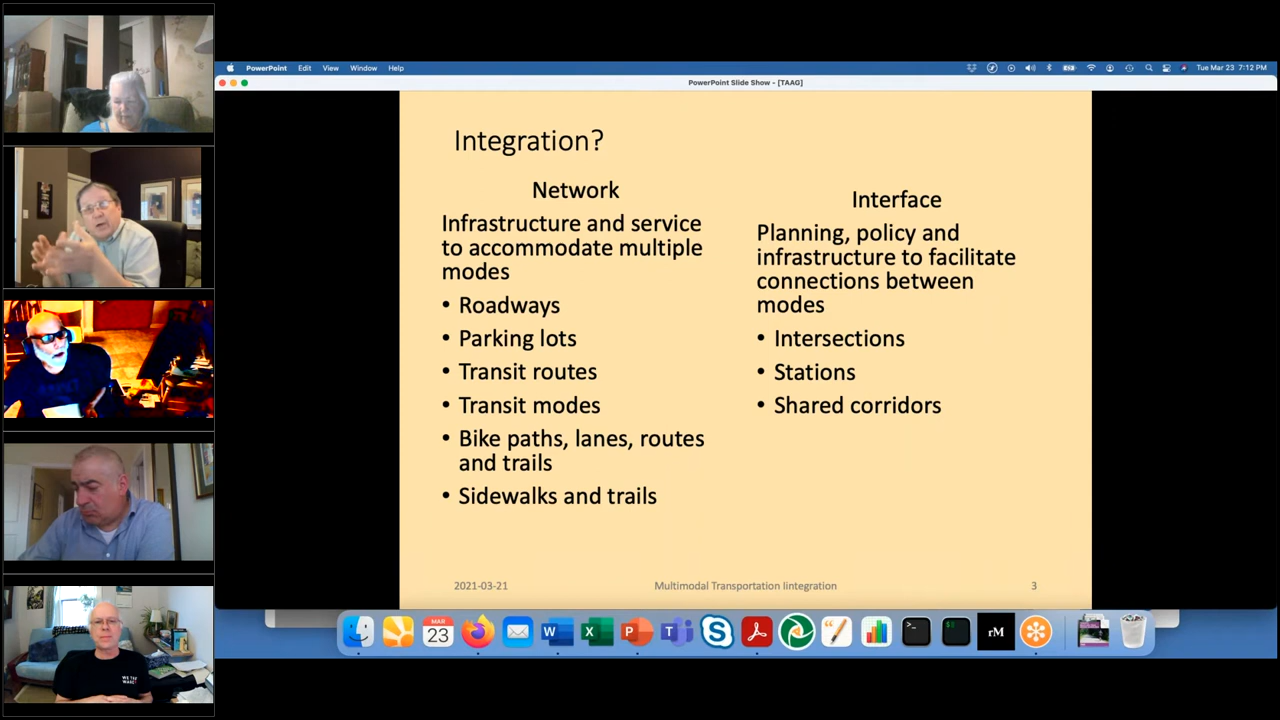 PowerPoint Edit View Window Help
Tue Mar 23 7:12 PM
PowerPoint Slide Show - [TAAG]
Integration?
Network
Infrastructure and service
to accommodate multiple
modes
• Roadways
• Parking lots
• Transit routes
• Transit modes
• Bike paths, lanes, routes
and trails
• Sidewalks and trails
Interface
Planning, policy and
infrastructure to facilitate
connections between
modes
• Intersections
• Stations
• Shared corridors
2021-03-21
Multimodal Transportation Iintegration
3
MAR
23
W
X
P
T
S
>_
$
rM